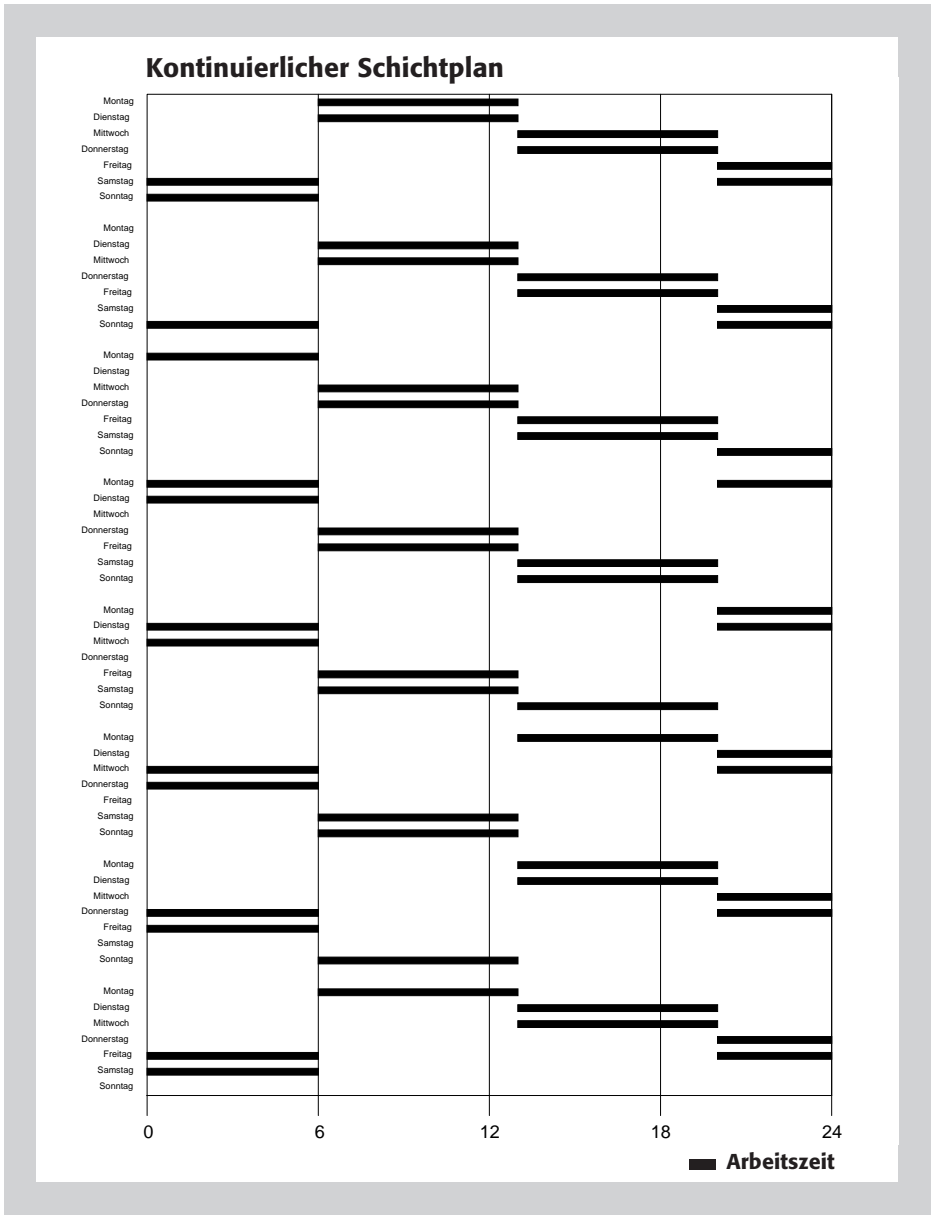 Kontinuierlicher Schichtplan
Montag
Dienstag
Mittwoch
Donnerstag
Freitag
Samstag
Sonntag
Montag
Dienstag
Mittwoch
Donnerstag
Freitag
Samstag
Sonntag
Montag
Dienstag
Mittwoch
Donnerstag
Freitag
Samstag
Sonntag
Montag
Dienstag
Mittwoch
Donnerstag
Freitag
Samstag
Sonntag
Montag
Dienstag
Mittwoch
Donnerstag
Freitag
Samstag
Sonntag
Montag
Dienstag
Mittwoch
Donnerstag
Freitag
Samstag
Sonntag
Montag
Dienstag
Mittwoch
Donnerstag
Freitag
Samstag
Sonntag
Montag
Dienstag
Mittwoch
Donnerstag
Freitag
Samstag
Sonntag
0 6 12 18 24
Arbeitszeit